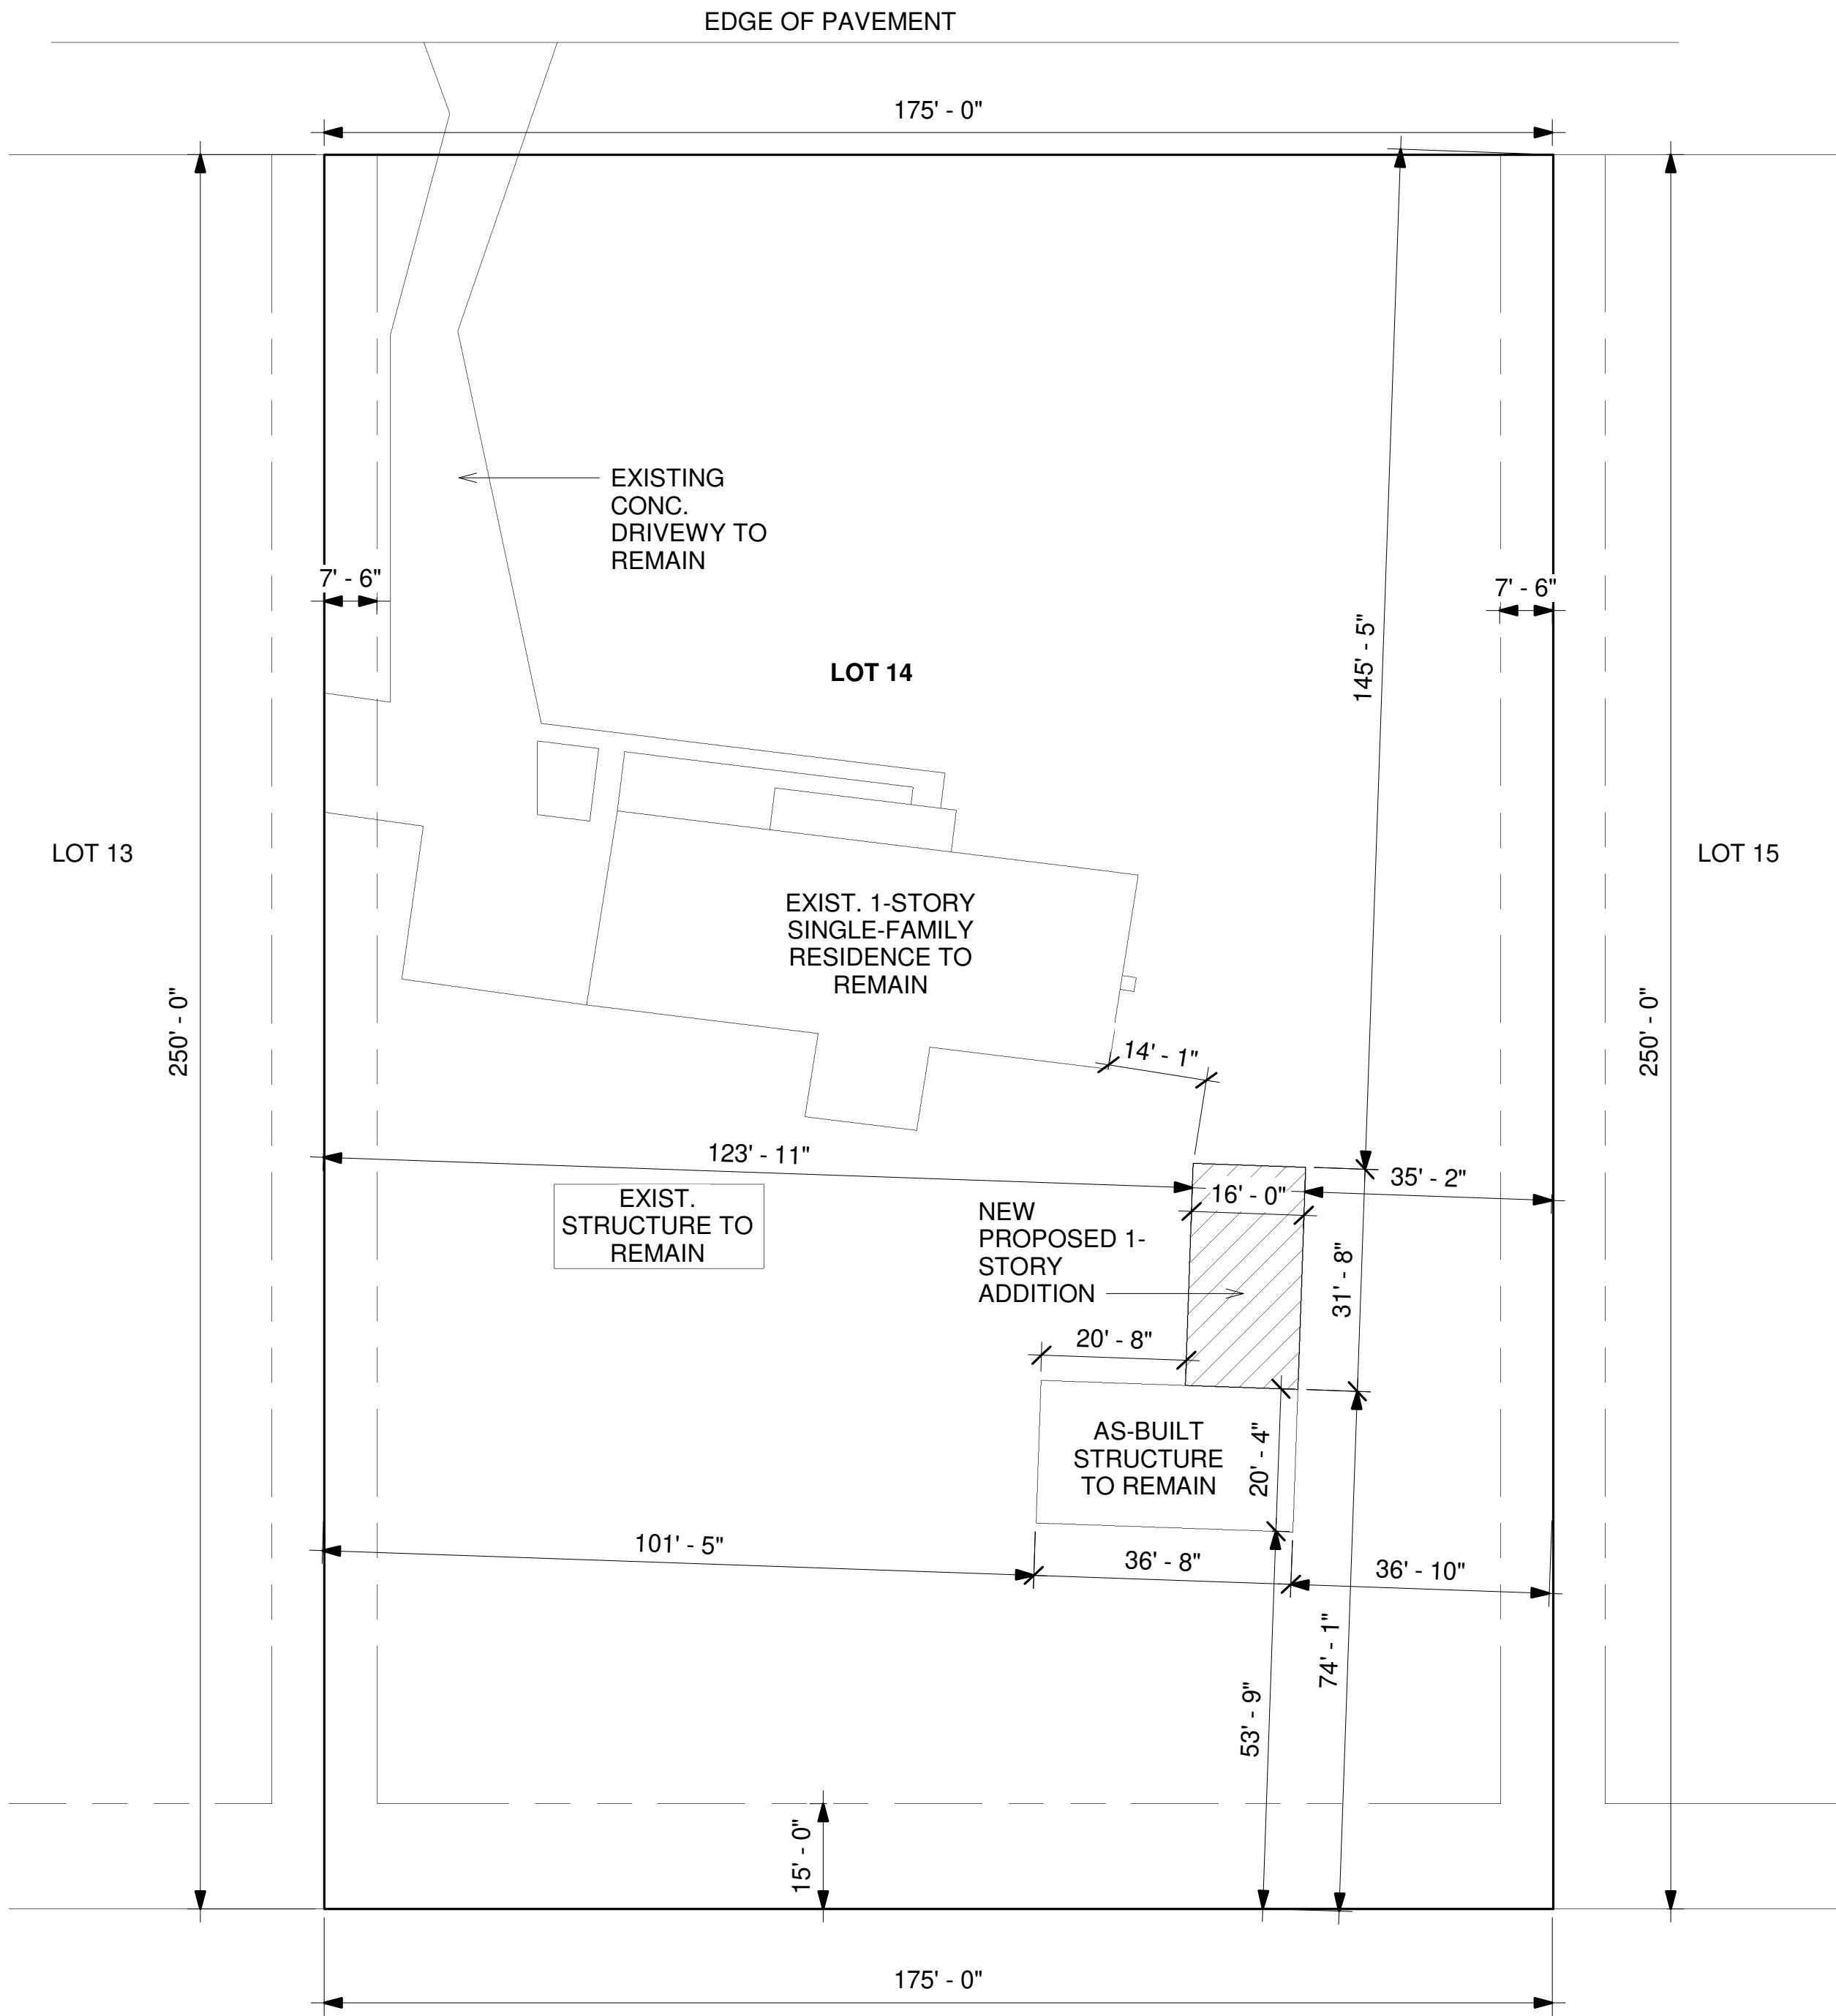 EDGE OF PAVEMENT
175' - 0"
EXISTING
CONC.
DRIVEWY TO
REMAIN
7' - 6"
7' - 6"
145' - 5"
LOT 14
LOT 13
LOT 15
EXIST. 1-STORY
SINGLE-FAMILY
RESIDENCE TO
REMAIN
250' - 0"
250' - 0"
14' - 1"
123' - 11"
35' - 2"
16' - 0"
EXIST.
STRUCTURE TO
REMAIN
NEW
PROPOSED 1-
STORY
ADDITION
31' - 8"
20' - 8"
AS-BUILT
STRUCTURE
TO REMAIN
20' - 4"
101' - 5"
36' - 8"
36' - 10"
74' - 1"
53' - 9"
15' - 0"
175' - 0"